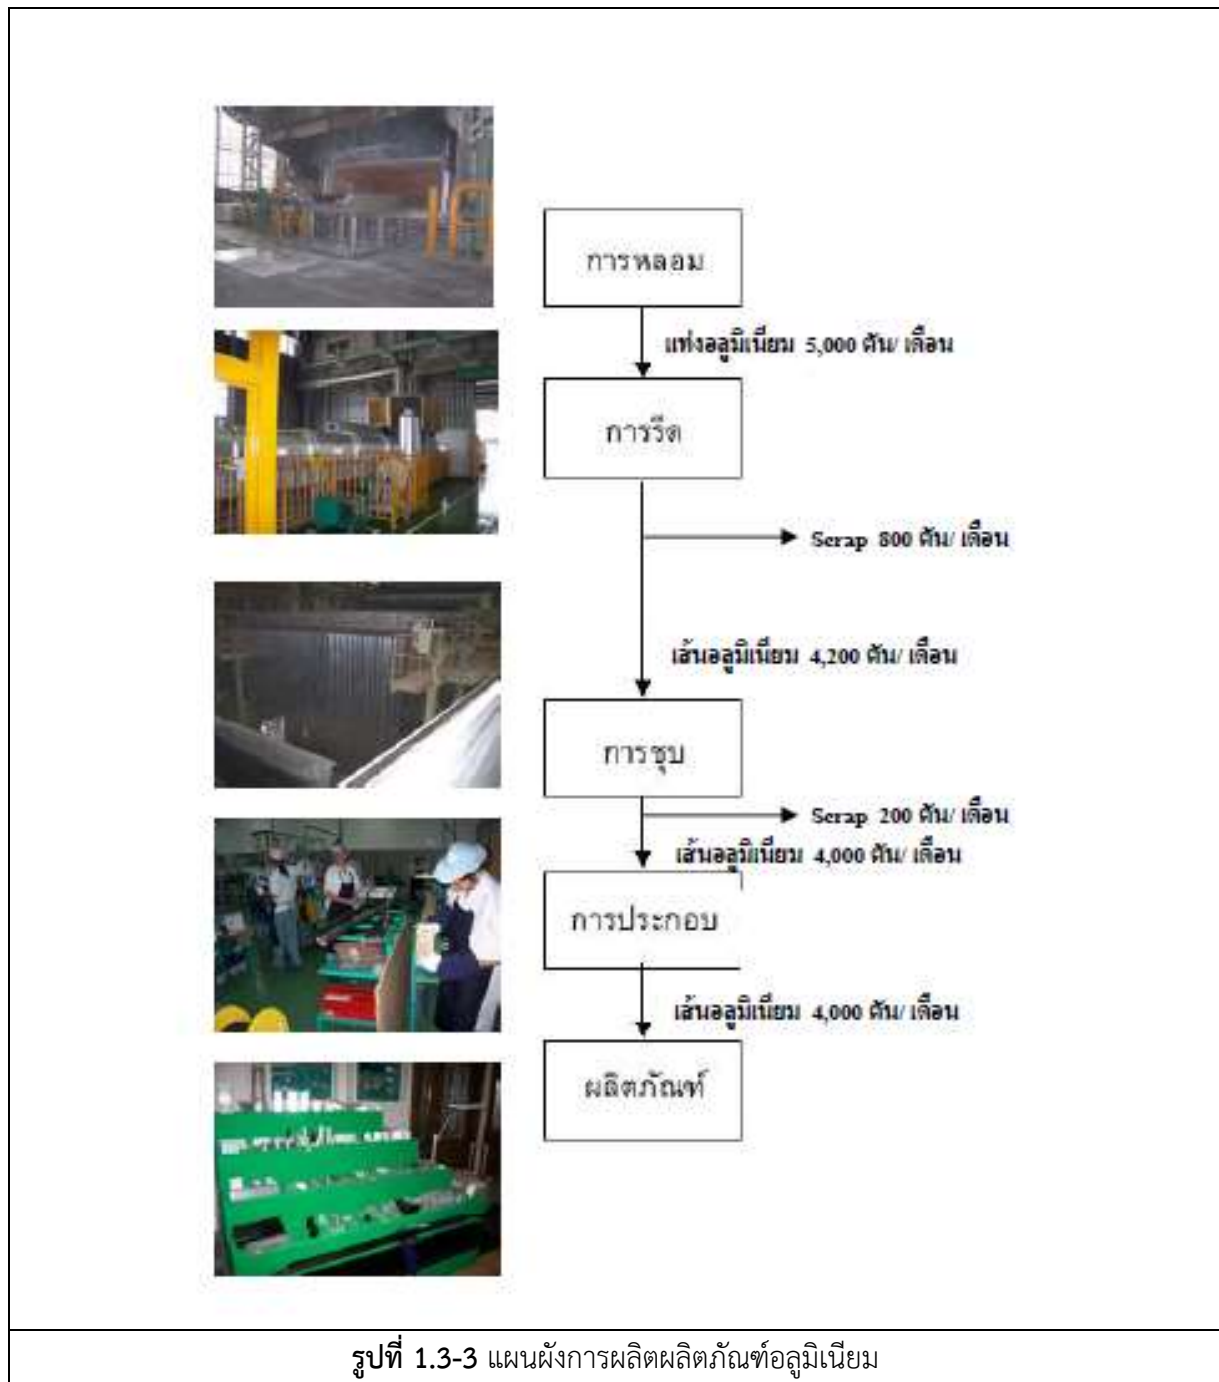 การหลอม
แท่งอลูมิเนียม 5,000 ตัน/ เดือน
การรีด
Scrap 800 ตัน/ เดือน
เส้นอลูมิเนียม 4,200 ตัน/ เดือน
การชุบ
Scrap 200 ตัน/ เดือน
เส้นอลูมิเนียม 4,000 ตัน/ เดือน
การประกอบ
เส้นอลูมิเนียม 4,000 ตัน/ เดือน
ผลิตภัณฑ์
รูปที่ 1.3-3 แผนผังการผลิตผลิตภัณฑ์อลูมิเนียม